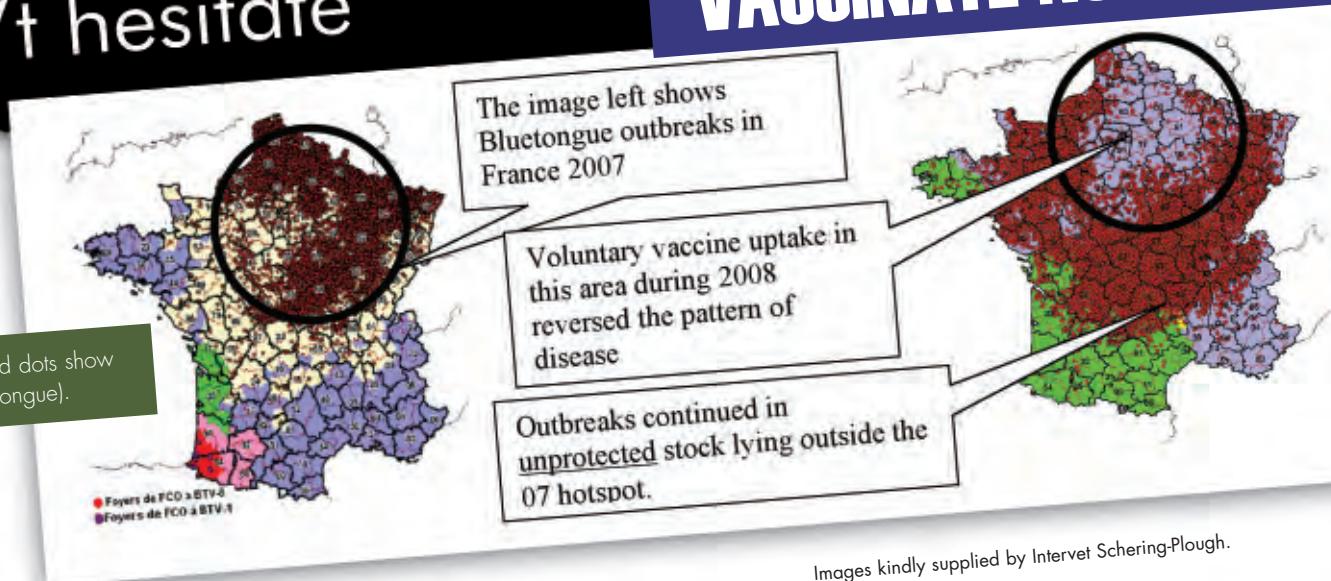 't hesitate
The image left shows
Bluetongue outbreaks in
France 2007
Voluntary vaccine uptake in
this area during 2008
reversed the pattern of
disease
Outbreaks continued in
unprotected stock lying outside the
07 hotspot.
d dots show
ongue).
Foyers de FCO à BTV-8
Foyers de FCO à BTV-1
Images kindly supplied by Intervet Schering-Plough.